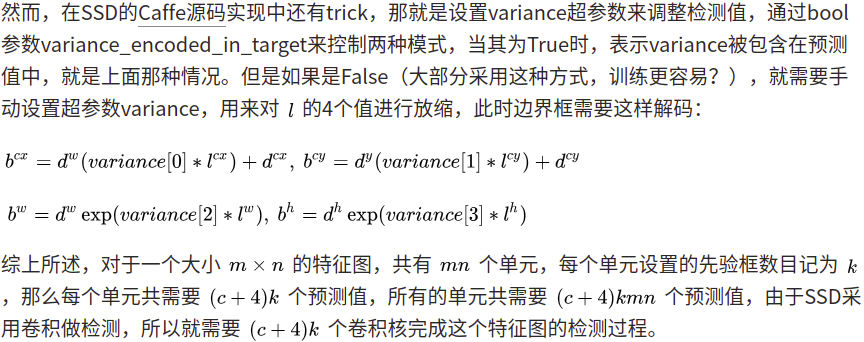 然而，在SSD的Caffe源码实现中还有trick，那就是设置variance超参数来调整检测值，通过bool
参数variance_encoded_in_target来控制两种模式，当其为True时，表示variance被包含在预测
值中，就是上面那种情况。但是如果是False（大部分采用这种方式，训练更容易？），就需要手
动设置超参数variance，用来对 l 的4个值进行放缩，此时边界框需要这样解码：
b^{cx} = d^w(variance[0] * l^{cx}) + d^{cx}, b^{cy} = d^y(variance[1] * l^{cy}) + d^{cy}
b^w = d^w exp(variance[2] * l^w), b^h = d^h exp(variance[3] * l^h)
综上所述，对于一个大小 m × n 的特征图，共有 mn 个单元，每个单元设置的先验框数目记为 k
，那么每个单元共需要 (c + 4)k 个预测值，所有的单元共需要 (c + 4)kmn 个预测值，由于SSD采
用卷积做检测，所以就需要 (c + 4)k 个卷积核完成这个特征图的检测过程。